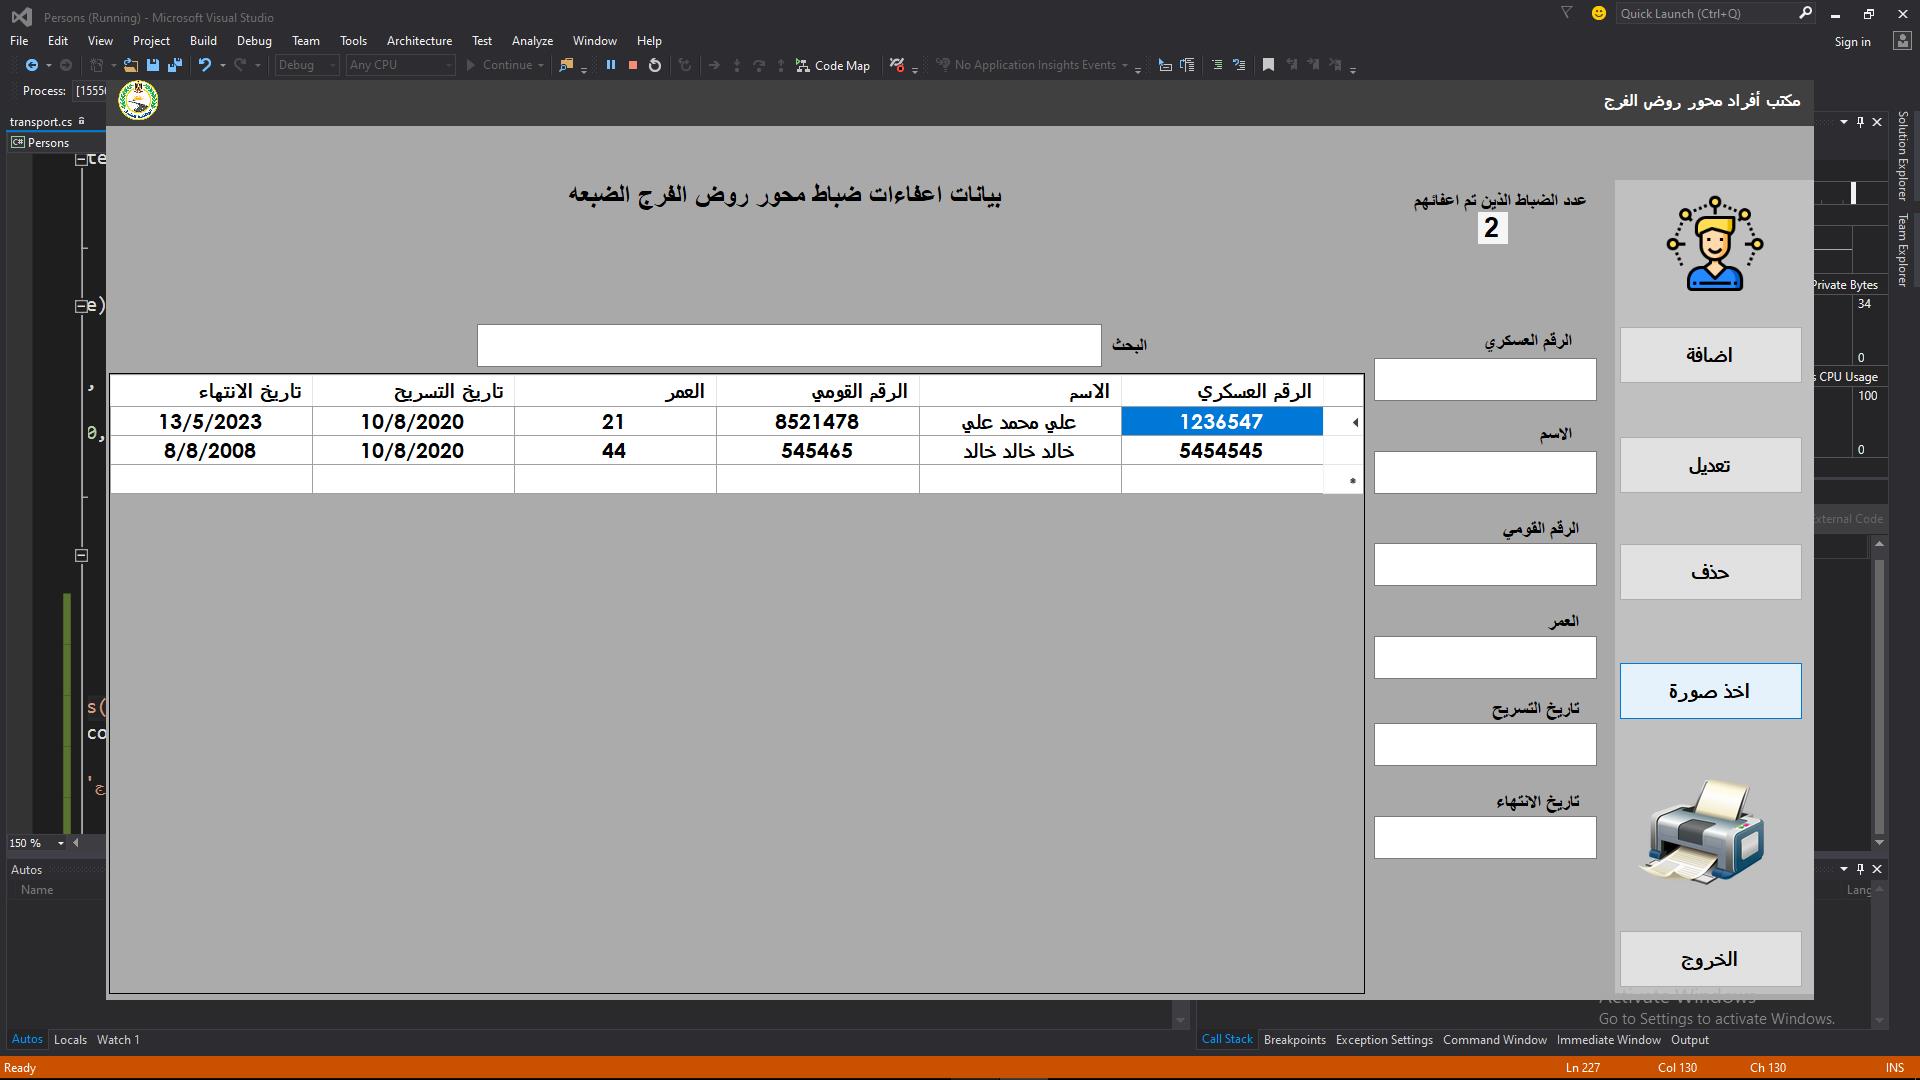 Persons (Running) - Microsoft Visual Studio
Quick Launch (Ctrl+Q)
File Edit View Project Build Debug Team Tools Architecture Test Analyze Window Help
Sign in
Debug Any CPU Continue Code Map No Application Insights Events
Process: [1555
مكتب أفراد محور روض الفرج
transport.cs
Persons
Solution Explorer
Team Explorer
بيانات اعفاءات ضباط محور روض الفرج الضبعه
عدد الضباط الذين تم اعفائهم
2
Private Bytes
34
0
CPU Usage
100
0
External Code
البحث
الرقم العسكري الاسم الرقم القومي العمر تاريخ التسريح تاريخ الانتهاء
1236547 علي محمد علي 8521478 21 10/8/2020 13/5/2023
5454545 خالد خالد خالد 545465 44 10/8/2020 8/8/2008
الرقم العسكري
الاسم
الرقم القومي
العمر
تاريخ التسريح
تاريخ الانتهاء
اضافة
تعديل
حذف
اخذ صورة
الخروج
te
e)
,
0,
s(
co
150 %
Autos
Name
Lang
Activate Windows
Go to Settings to activate Windows.
Autos Locals Watch 1
Call Stack Breakpoints Exception Settings Command Window Immediate Window Output
Ready Ln 227 Col 130 Ch 130 INS